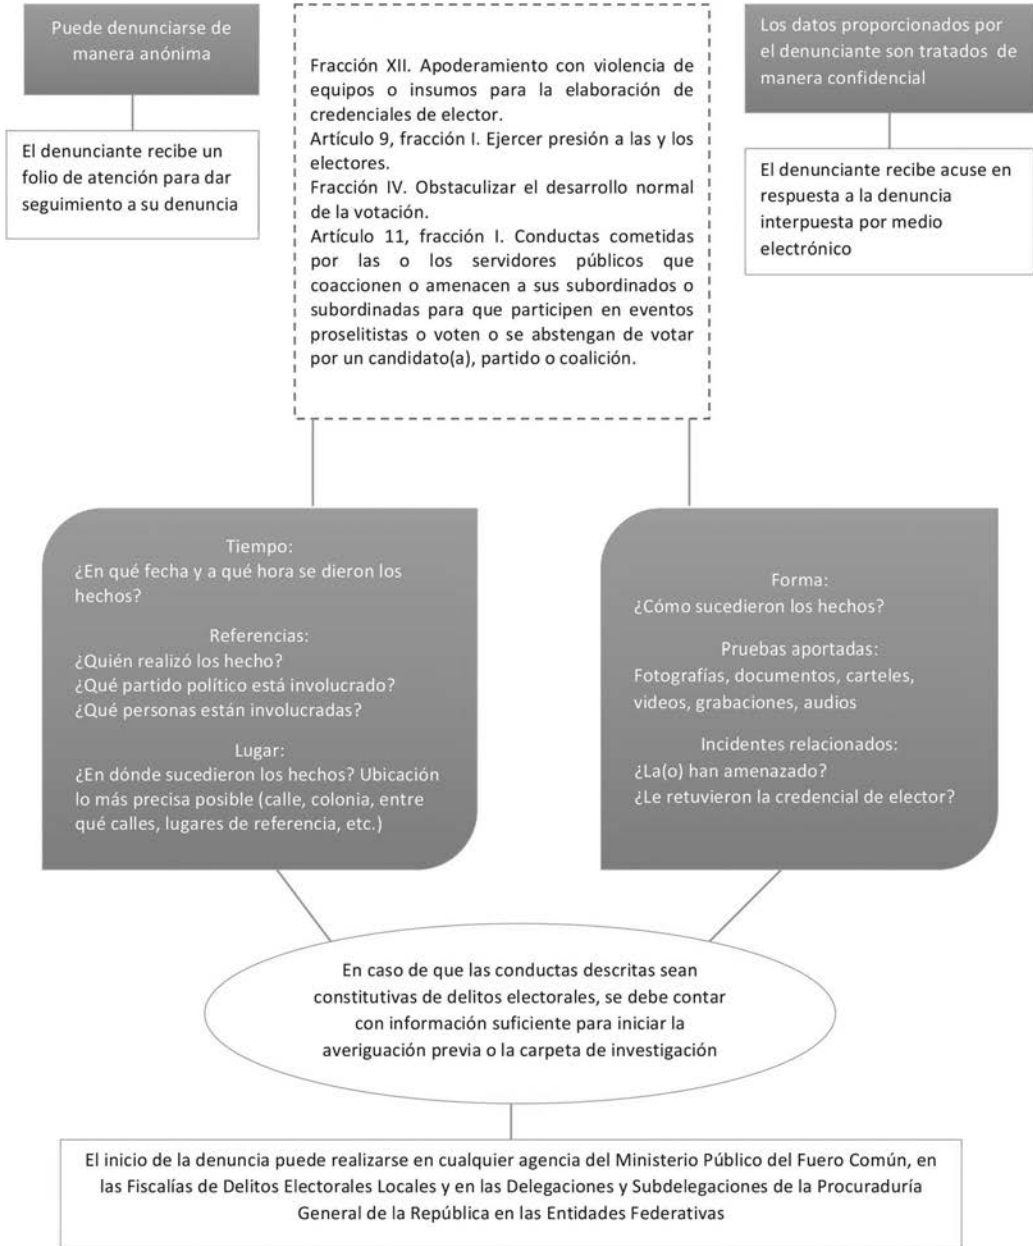 Puede denunciarse de
manera anónima
El denunciante recibe un
folio de atención para dar
seguimiento a su denuncia
Fracción XII. Apoderamiento con violencia de
equipos o insumos para la elaboración de
credenciales de elector.
Artículo 9, fracción I. Ejercer presión a las y los
electores.
Fracción IV. Obstaculizar el desarrollo normal
de la votación.
Artículo 11, fracción I. Conductas cometidas
por las o los servidores públicos que
coaccionen o amenacen a sus subordinados o
subordinadas para que participen en eventos
proselitistas o voten o se abstengan de votar
por un candidato(a), partido o coalición.
Los datos proporcionados por
el denunciante son tratados de
manera confidencial
El denunciante recibe acuse en
respuesta a la denuncia
interpuesta por medio
electrónico
Tiempo:
¿En qué fecha y a qué hora se dieron los
hechos?
Referencias:
¿Quién realizó los hecho?
¿Qué partido político está involucrado?
¿Qué personas están involucradas?
Lugar:
¿En dónde sucedieron los hechos? Ubicación
lo más precisa posible (calle, colonia, entre
qué calles, lugares de referencia, etc.)
Forma:
¿Cómo sucedieron los hechos?
Pruebas aportadas:
Fotografías, documentos, carteles,
videos, grabaciones, audios
Incidentes relacionados:
¿La(o) han amenazado?
¿Le retuvieron la credencial de elector?
En caso de que las conductas descritas sean
constitutivas de delitos electorales, se debe contar
con información suficiente para iniciar la
averiguación previa o la carpeta de investigación
El inicio de la denuncia puede realizarse en cualquier agencia del Ministerio Público del Fuero Común, en
las Fiscalías de Delitos Electorales Locales y en las Delegaciones y Subdelegaciones de la Procuraduría
General de la República en las Entidades Federativas